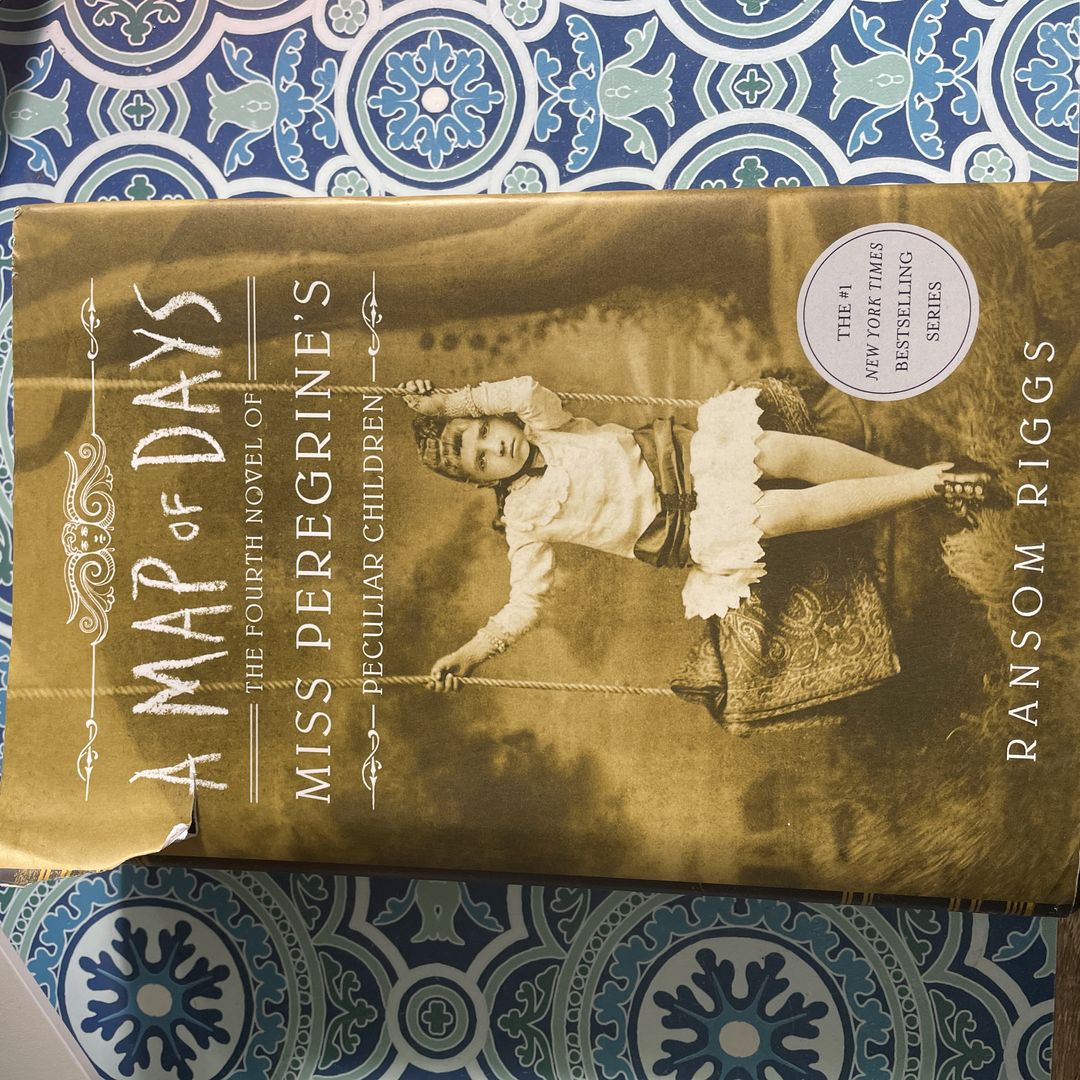 A MAP OF DAYS
THE FOURTH NOVEL OF
MISS PEREGRINE'S
PECULIAR CHILDREN
THE #1
NEW YORK TIMES
BESTSELLING
SERIES
RANSOM RIGGS